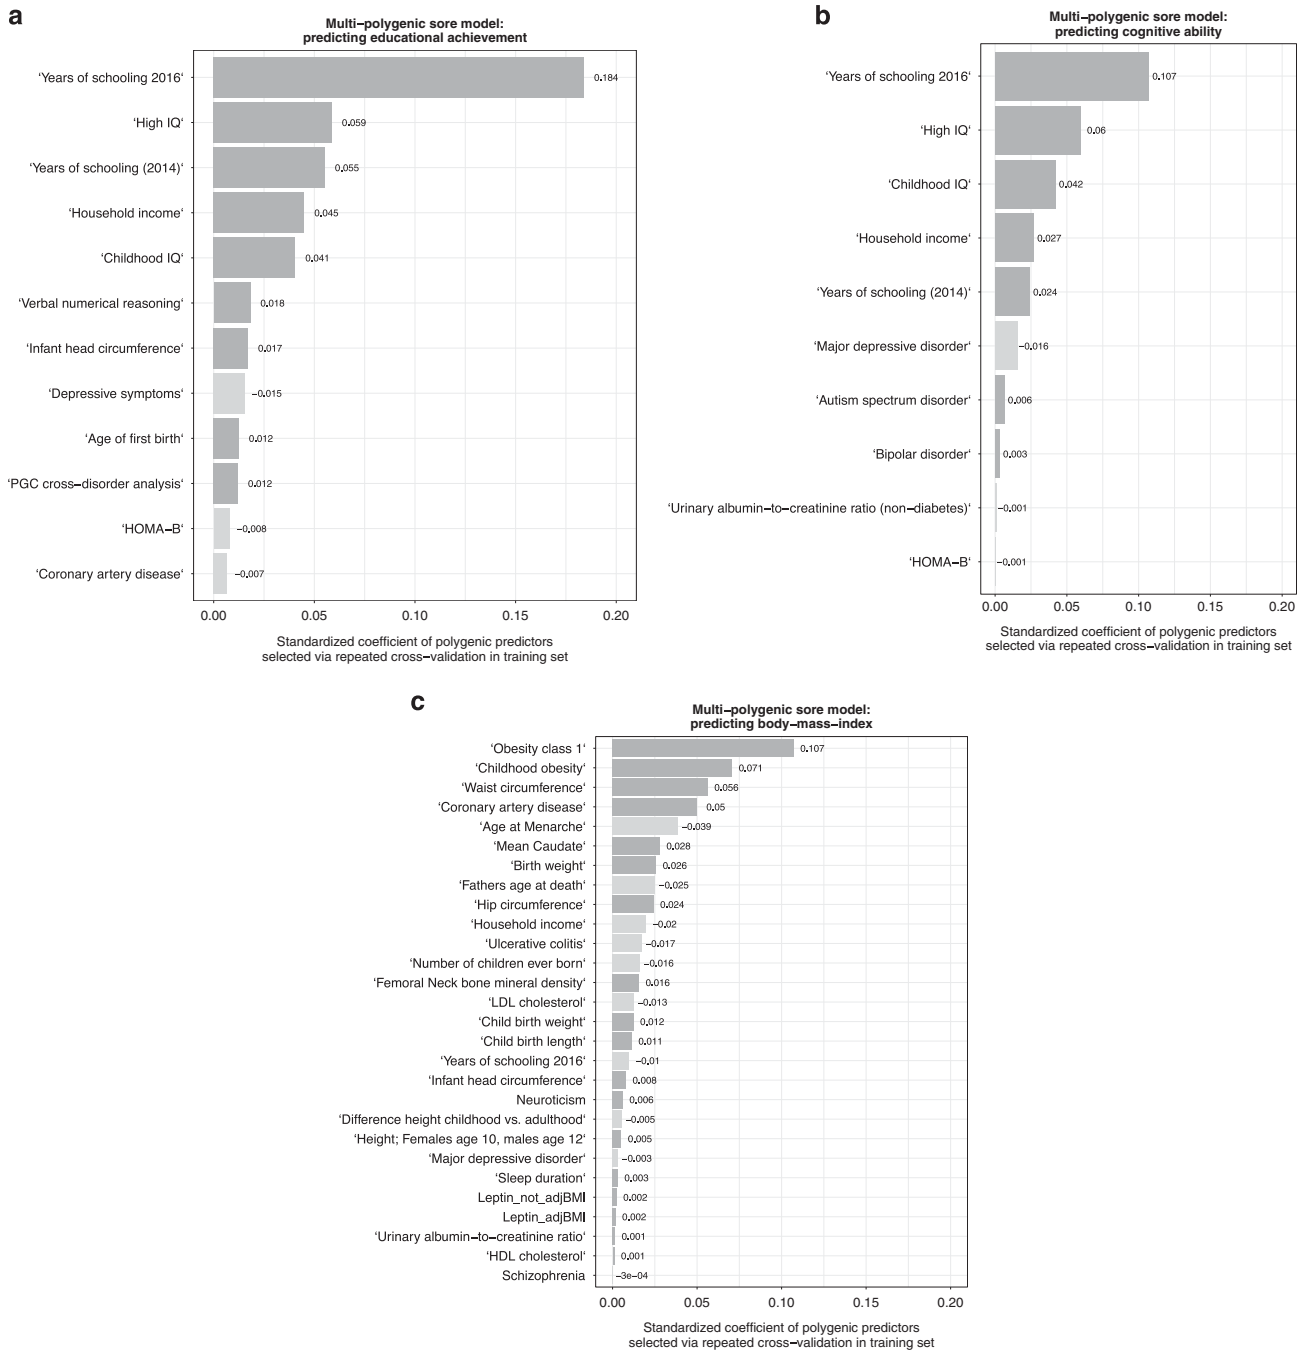 a
Multi–polygenic sore model:
predicting educational achievement
‘Years of schooling 2016‘ 0.184
‘High IQ‘ 0.059
‘Years of schooling (2014)‘ 0.055
‘Household income‘ 0.045
‘Childhood IQ‘ 0.041
‘Verbal numerical reasoning‘ 0.018
‘Infant head circumference‘ 0.017
‘Depressive symptoms‘ −0.015
‘Age of first birth‘ 0.012
‘PGC cross–disorder analysis‘ 0.012
‘HOMA–B‘ −0.008
‘Coronary artery disease‘ −0.007
0.00 0.05 0.10 0.15 0.20
Standardized coefficient of polygenic predictors
selected via repeated cross–validation in training set
b
Multi–polygenic sore model:
predicting cognitive ability
‘Years of schooling 2016‘ 0.107
‘High IQ‘ 0.06
‘Childhood IQ‘ 0.042
‘Household income‘ 0.027
‘Years of schooling (2014)‘ 0.024
‘Major depressive disorder‘ −0.016
‘Autism spectrum disorder‘ 0.006
‘Bipolar disorder‘ 0.003
‘Urinary albumin–to–creatinine ratio (non–diabetes)‘ −0.001
‘HOMA–B‘ −0.001
0.00 0.05 0.10 0.15 0.20
Standardized coefficient of polygenic predictors
selected via repeated cross–validation in training set
c
Multi–polygenic sore model:
predicting body–mass–index
‘Obesity class 1‘ 0.107
‘Childhood obesity‘ 0.071
‘Waist circumference‘ 0.056
‘Coronary artery disease‘ 0.05
‘Age at Menarche‘ −0.039
‘Mean Caudate‘ 0.028
‘Birth weight‘ 0.026
‘Fathers age at death‘ −0.025
‘Hip circumference‘ 0.024
‘Household income‘ −0.02
‘Ulcerative colitis‘ −0.017
‘Number of children ever born‘ −0.016
‘Femoral Neck bone mineral density‘ 0.016
‘LDL cholesterol‘ −0.013
‘Child birth weight‘ 0.012
‘Child birth length‘ 0.011
‘Years of schooling 2016‘ −0.01
‘Infant head circumference‘ 0.008
Neuroticism 0.006
‘Difference height childhood vs. adulthood‘ −0.005
‘Height; Females age 10, males age 12‘ 0.005
‘Major depressive disorder‘ −0.003
‘Sleep duration‘ 0.003
Leptin_not_adjBMI 0.002
Leptin_adjBMI 0.002
‘Urinary albumin–to–creatinine ratio‘ 0.001
‘HDL cholesterol‘ 0.001
Schizophrenia −3e−04
0.00 0.05 0.10 0.15 0.20
Standardized coefficient of polygenic predictors
selected via repeated cross–validation in training set